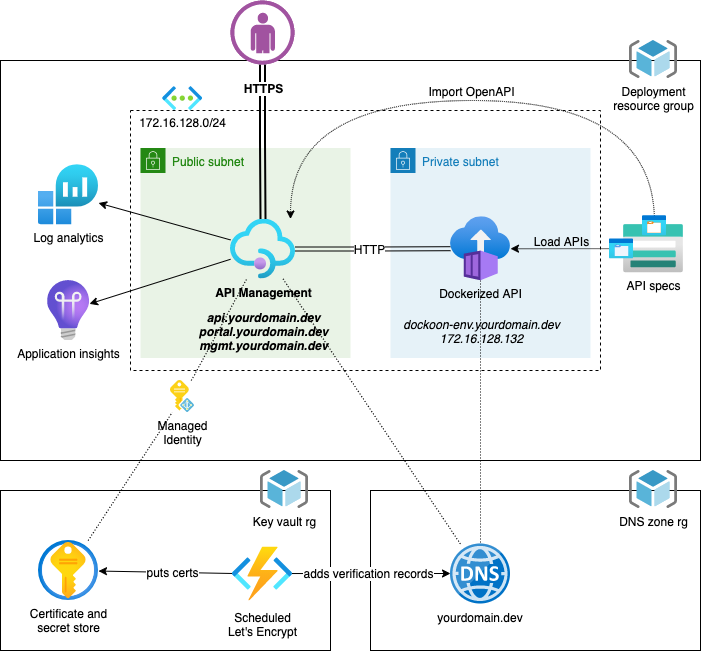 HTTPS
Import OpenAPI
Deployment
resource group
172.16.128.0/24
Public subnet
Private subnet
Log analytics
HTTP
Load APIs
API Management
Dockerized API
API specs
api.yourdomain.dev
portal.yourdomain.dev
mgmt.yourdomain.dev
dockoon-env.yourdomain.dev
172.16.128.132
Application insights
Managed
Identity
Key vault rg
DNS zone rg
puts certs
adds verification records
DNS
Certificate and
secret store
Scheduled
Let's Encrypt
yourdomain.dev